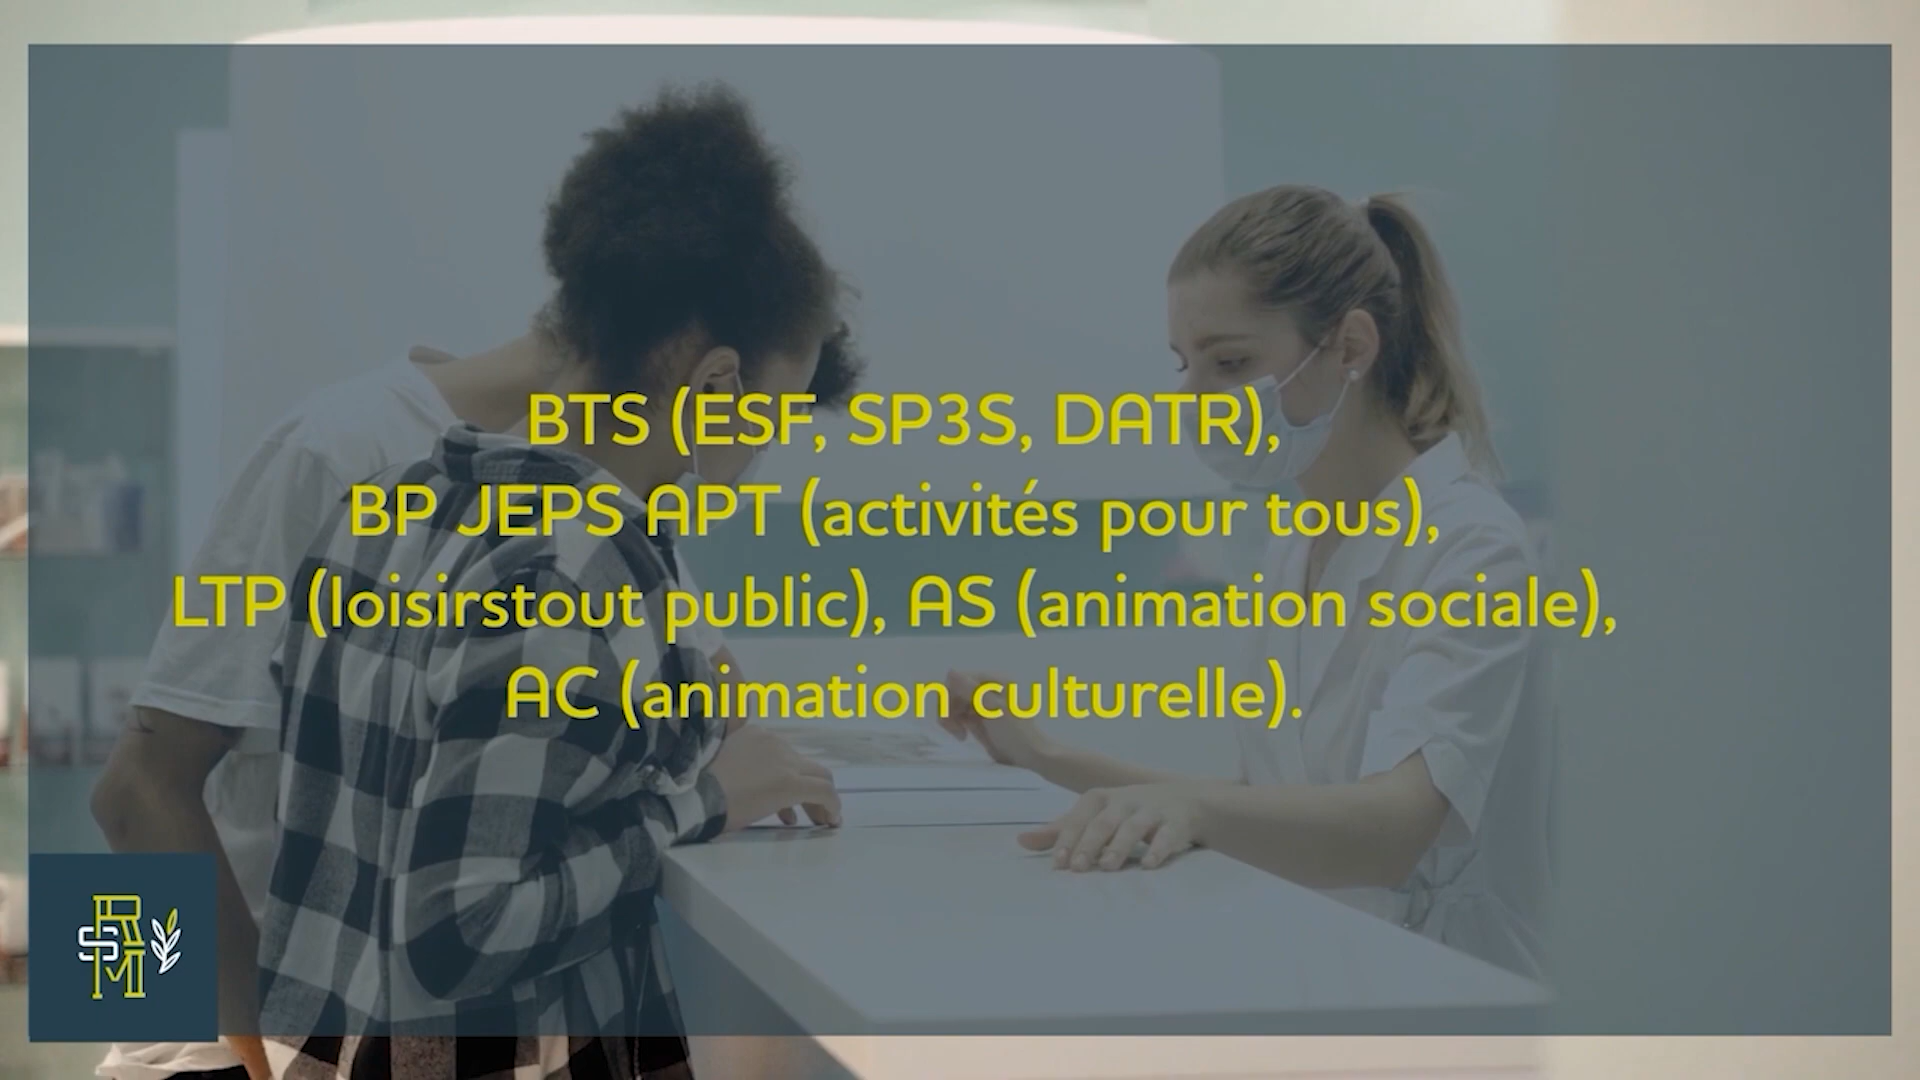 BTS (ESF, SP3S, DATR),
BP JEPS APT (activités pour tous),
LTP (loisirstout public), AS (animation sociale),
AC (animation culturelle).
SRM